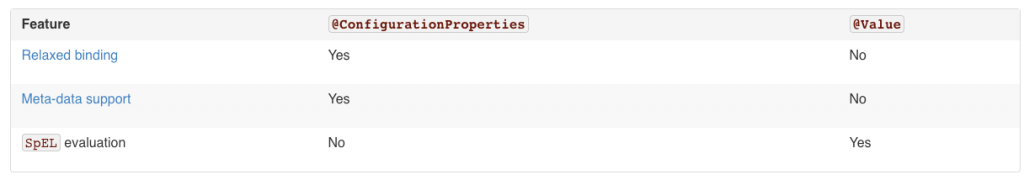 Feature @ConfigurationProperties @Value
Relaxed binding Yes No
Meta-data support Yes No
SpEL evaluation No Yes